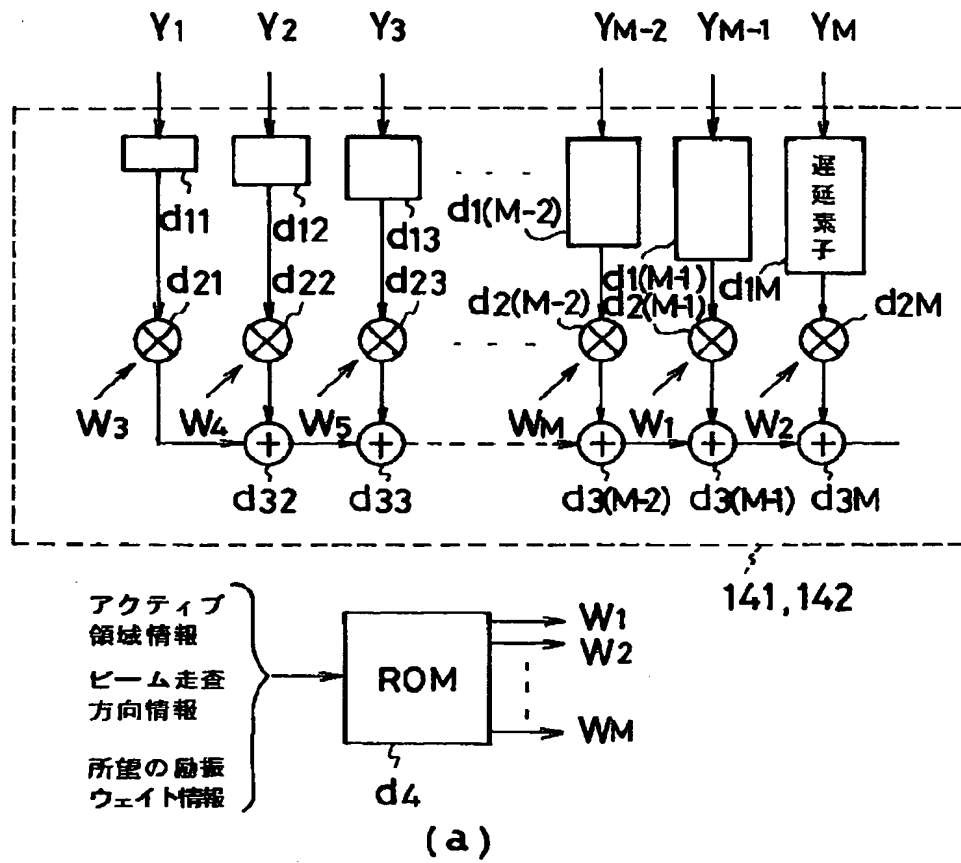 Y1 Y2 Y3 YM-2 YM-1 YM
遅延素子
d11 d12 d13 d1(M-2) d1(M-1) d1M
d21 d22 d23 d2(M-2) d2(M-1) d2M
W3 W4 W5 WM W1 W2
d32 d33 d3(M-2) d3(M-1) d3M
141,142
アクティブ
領域情報
ビーム走査
方向情報
所望の励振
ウェイト情報
ROM
d4
W1
W2
WM
(a)